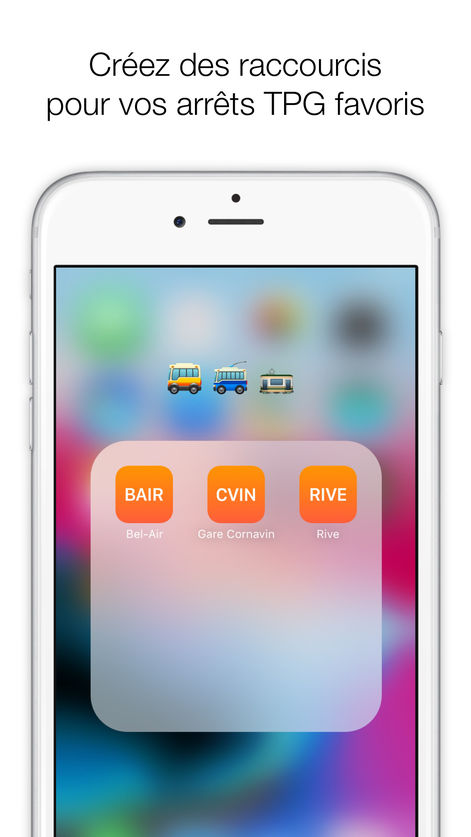 Créez des raccourcis
pour vos arrêts TPG favoris
BAIR CVIN RIVE
Bel-Air Gare Cornavin Rive